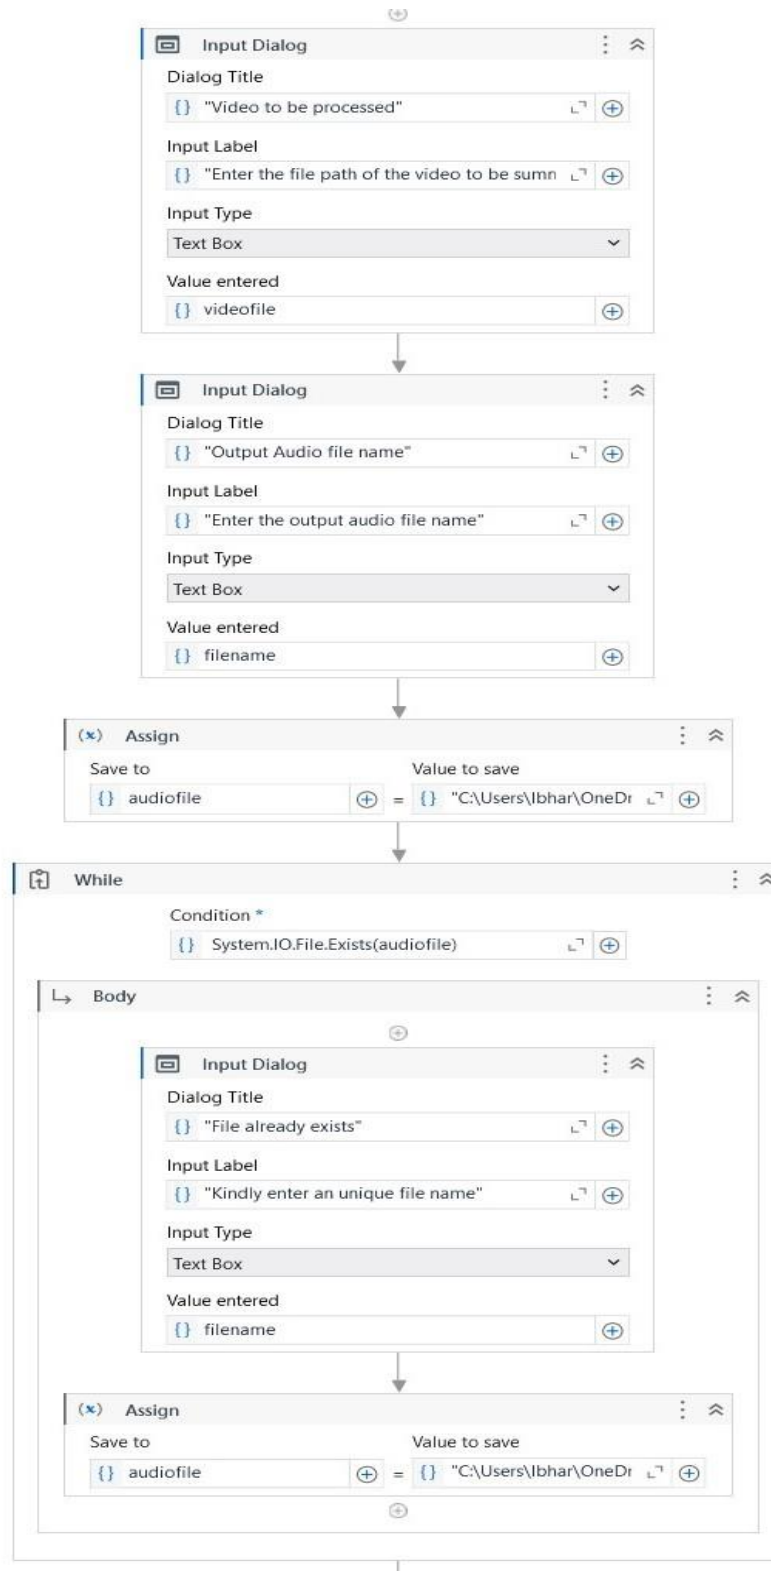 Input Dialog
Dialog Title
{} "Video to be processed"
Input Label
{} "Enter the file path of the video to be
Input Type
Text Box
Value entered
{} videofile
Input Dialog
Dialog Title
{} "Output Audio file name"
Input Label
{} "Enter the output audio file name"
Input Type
Text Box
Value entered
{} filename
(x) Assign
Save to Value to save
{} audiofile = {} "C:\Users\Ibhar\OneDr
While
Condition *
{} System.IO.File.Exists(audiofile)
Body
Input Dialog
Dialog Title
{} "File already exists"
Input Label
{} "Kindly enter an unique file name"
Input Type
Text Box
Value entered
{} filename
(x) Assign
Save to Value to save
{} audiofile = {} "C:\Users\Ibhar\OneDr